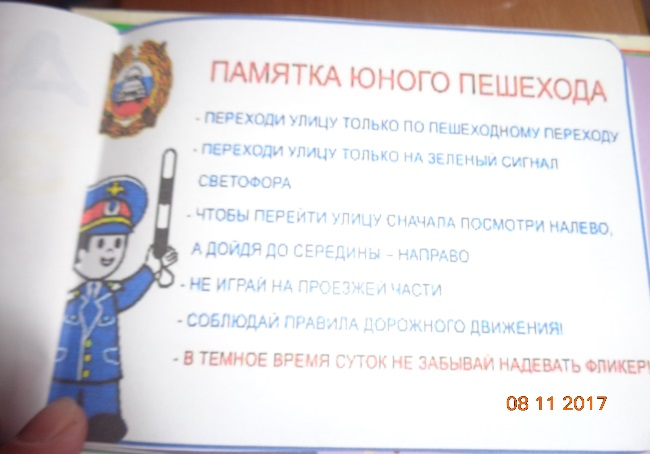 ПАМЯТКА ЮНОГО ПЕШЕХОДА
- ПЕРЕХОДИ УЛИЦУ ТОЛЬКО ПО ПЕШЕХОДНОМУ ПЕРЕХОДУ
- ПЕРЕХОДИ УЛИЦУ ТОЛЬКО НА ЗЕЛЕНЫЙ СИГНАЛ
СВЕТОФОРА
- ЧТОБЫ ПЕРЕЙТИ УЛИЦУ СНАЧАЛА ПОСМОТРИ НАЛЕВО,
А ДОЙДЯ ДО СЕРЕДИНЫ – НАПРАВО
- НЕ ИГРАЙ НА ПРОЕЗЖЕЙ ЧАСТИ
- СОБЛЮДАЙ ПРАВИЛА ДОРОЖНОГО ДВИЖЕНИЯ!
- В ТЕМНОЕ ВРЕМЯ СУТОК НЕ ЗАБЫВАЙ НАДЕВАТЬ ФЛИКЕР!
08 11 2017